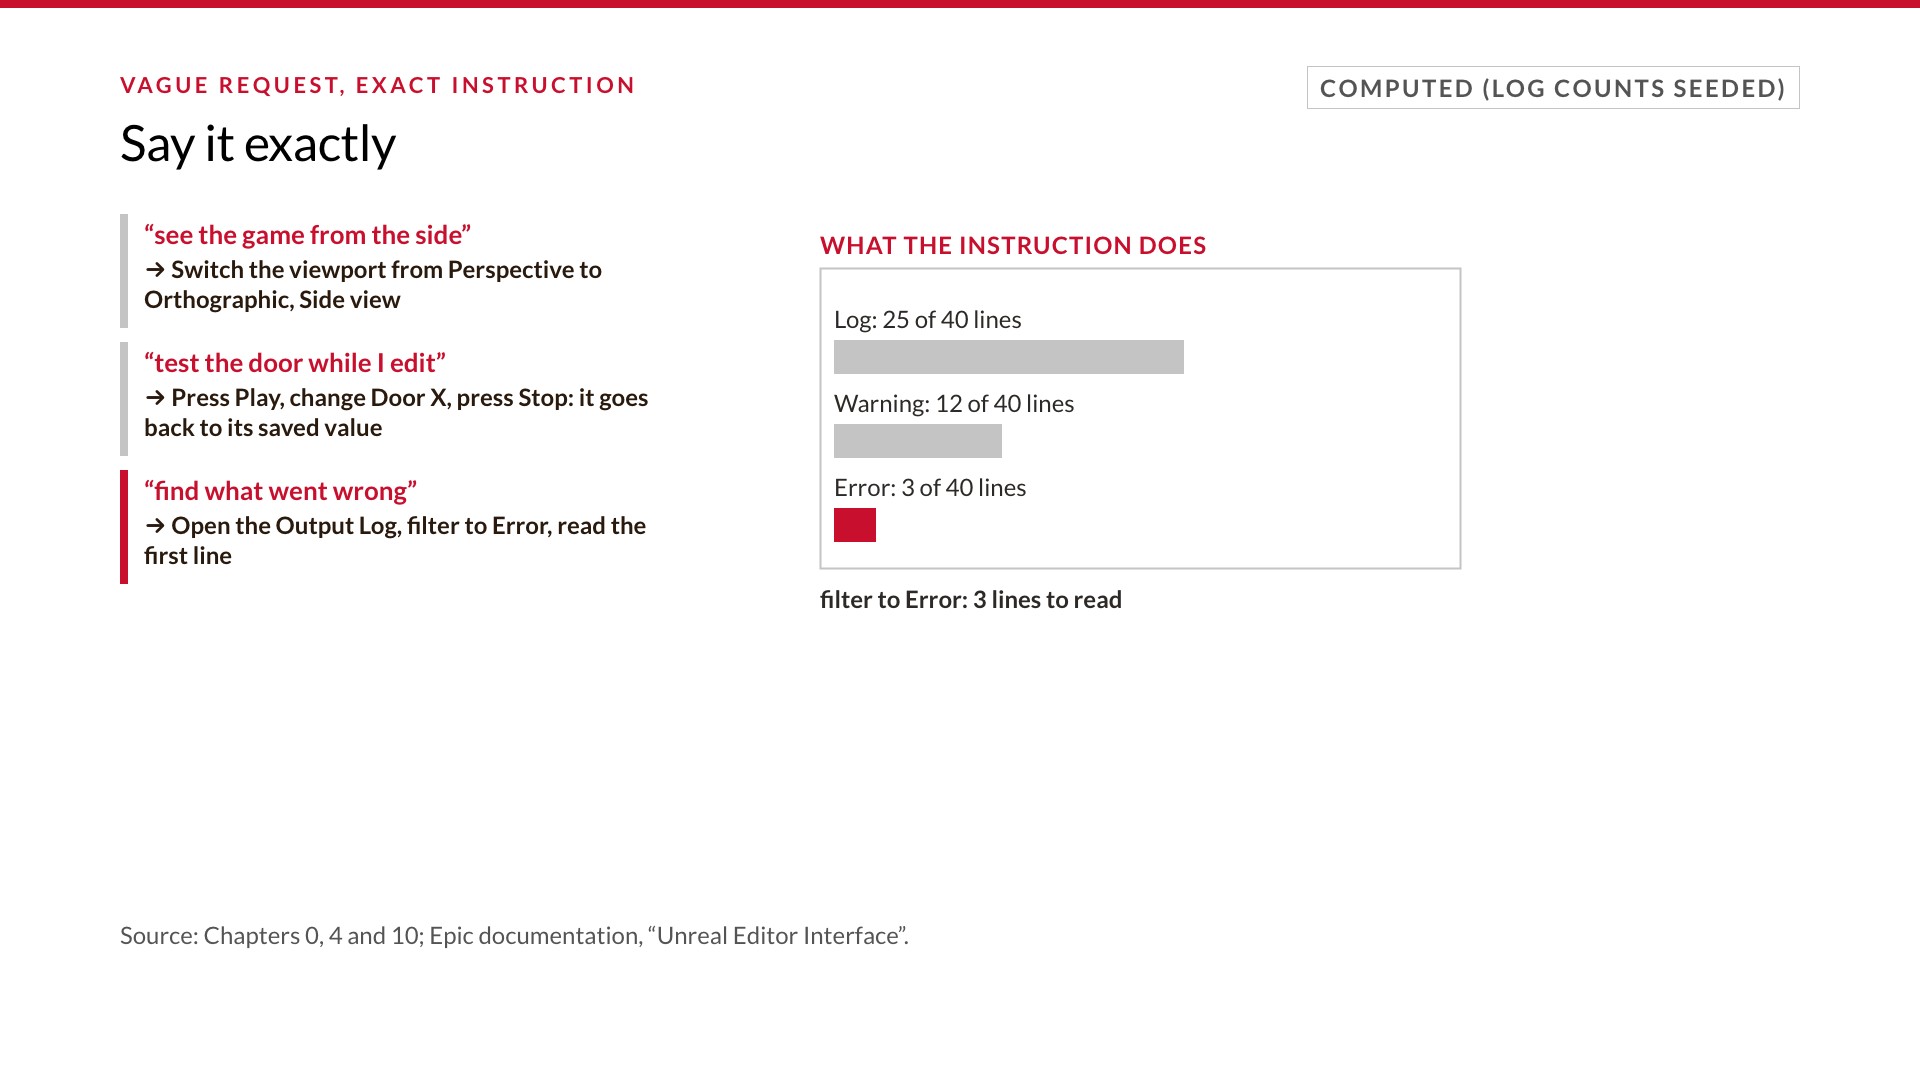 VAGUE REQUEST, EXACT INSTRUCTION
COMPUTED (LOG COUNTS SEEDED)
Say it exactly
“see the game from the side”
→ Switch the viewport from Perspective to
Orthographic, Side view
“test the door while I edit”
→ Press Play, change Door X, press Stop: it goes
back to its saved value
“find what went wrong”
→ Open the Output Log, filter to Error, read the
first line
WHAT THE INSTRUCTION DOES
Log: 25 of 40 lines
Warning: 12 of 40 lines
Error: 3 of 40 lines
filter to Error: 3 lines to read
Source: Chapters 0, 4 and 10; Epic documentation, “Unreal Editor Interface”.